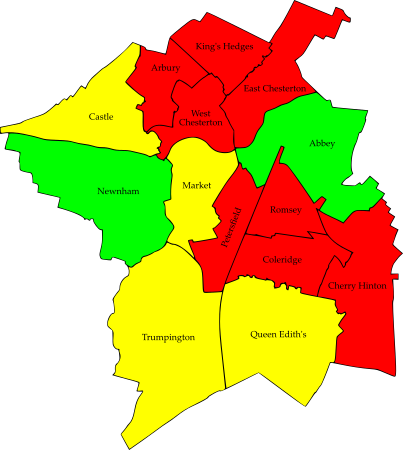 King's Hedges
Arbury
East Chesterton
West
Chesterton
Castle
Abbey
Market
Newnham
Petersfield
Romsey
Coleridge
Cherry Hinton
Queen Edith's
Trumpington